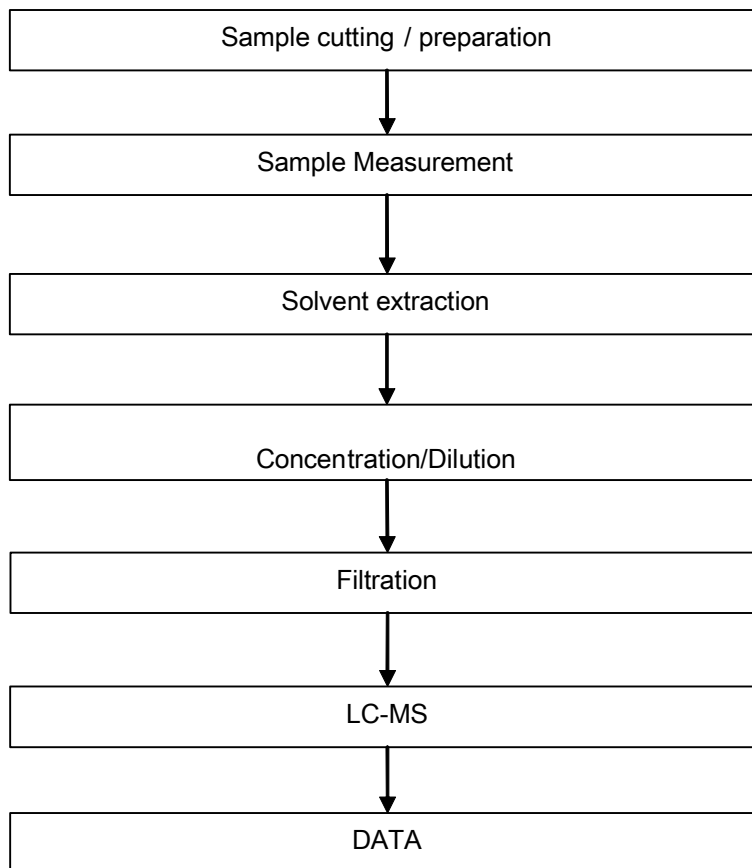 Sample cutting / preparation
Sample Measurement
Solvent extraction
Concentration/Dilution
Filtration
LC-MS
DATA